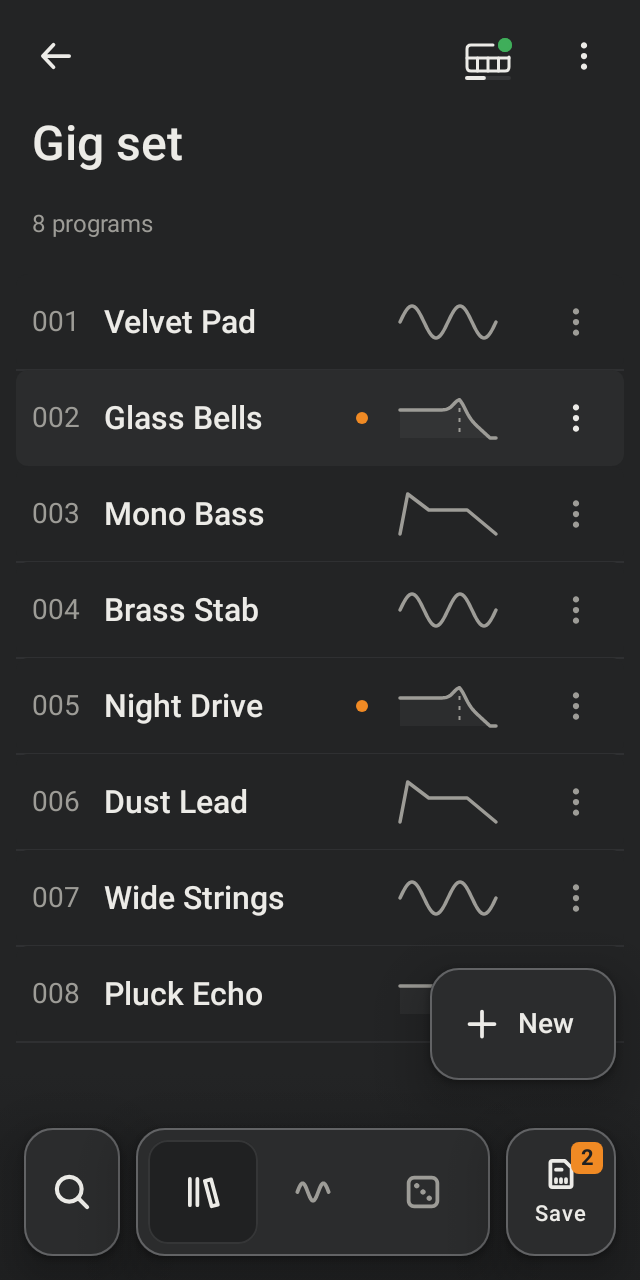 Gig set
8 programs
001 Velvet Pad
002 Glass Bells
003 Mono Bass
004 Brass Stab
005 Night Drive
006 Dust Lead
007 Wide Strings
008 Pluck Echo
New
2
Save